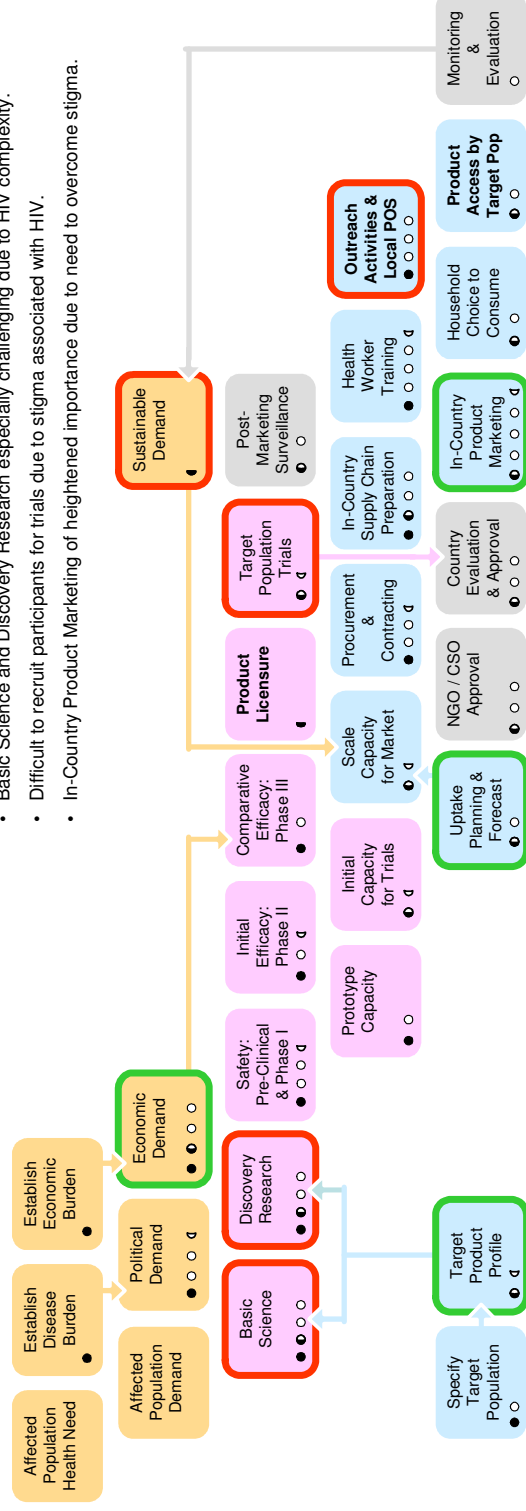 • Basic Science and Discovery Research especially challenging due to HIV complexity.
• Difficult to recruit participants for trials due to stigma associated with HIV.
• In-Country Product Marketing of heightened importance due to need to overcome stigma.
Affected
Population
Health Need
Establish
Disease
Burden
Establish
Economic
Burden
Affected
Population
Demand
Political
Demand
Economic
Demand
Sustainable
Demand
Basic
Science
Discovery
Research
Safety:
Pre-Clinical
& Phase I
Initial
Efficacy:
Phase II
Comparative
Efficacy:
Phase III
Product
Licensure
Target
Population
Trials
Post-
Marketing
Surveillance
Prototype
Capacity
Initial
Capacity
for Trials
Scale
Capacity
for Market
Procurement
&
Contracting
In-Country
Supply Chain
Preparation
Health
Worker
Training
Outreach
Activities &
Local POS
Specify
Target
Population
Target
Product
Profile
Uptake
Planning &
Forecast
NGO / CSO
Approval
Country
Evaluation
& Approval
In-Country
Product
Marketing
Household
Choice to
Consume
Product
Access by
Target Pop
Monitoring
&
Evaluation